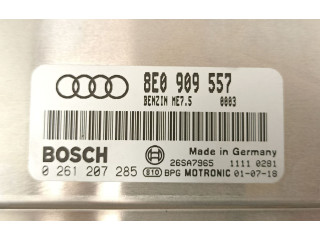 8E0 909 557
BENZIN ME7.5 0003
Made in Germany
BOSCH 26SA7965 1111 0281
0 261 207 285 S10 BPG MOTRONIC 01-07-18